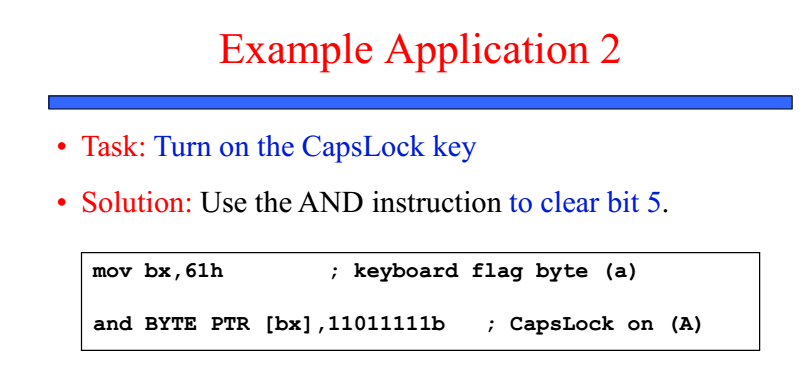 Example Application 2
• Task: Turn on the CapsLock key
• Solution: Use the AND instruction to clear bit 5.
mov bx,61h ; keyboard flag byte (a)
and BYTE PTR [bx],11011111b ; CapsLock on (A)